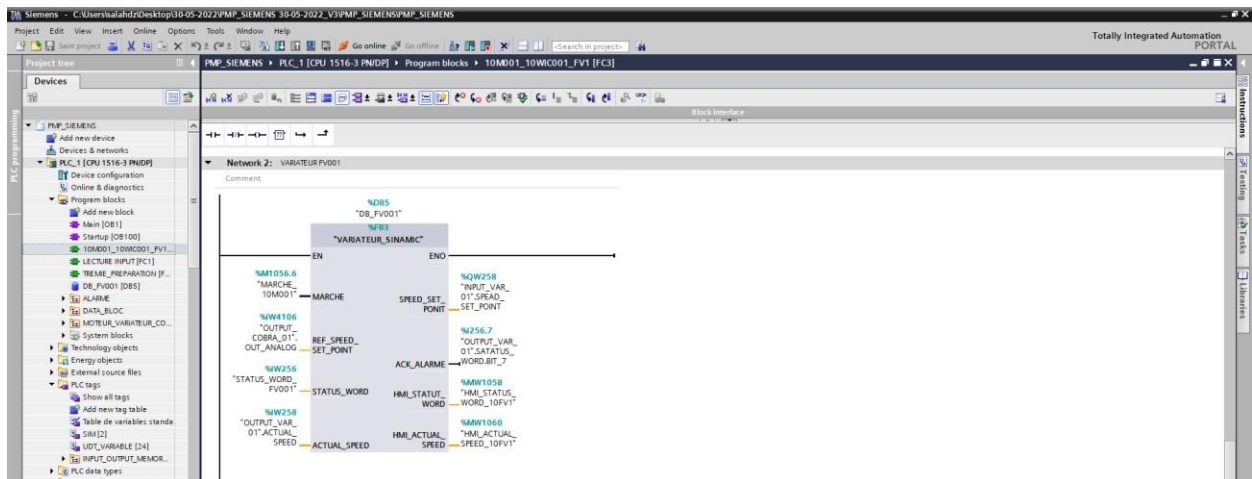 Siemens - C:\Users\salahdz\Desktop\30-05-2022\PMP_SIEMENS 30-05-2022_V3\PMP_SIEMENS\PMP_SIEMENS
Project Edit View Insert Online Options Tools Window Help
Totally Integrated Automation
PORTAL
Save project Go online Go offline <Search in project>
Project tree
PMP_SIEMENS PLC_1 [CPU 1516-3 PN/DP] Program blocks 10M001_10WIC001_FV1 [FC3]
Devices
Block interface
PLC programming
PMP_SIEMENS
Add new device
Devices & networks
PLC_1 [CPU 1516-3 PN/DP]
Device configuration
Online & diagnostics
Program blocks
Add new block
Main [OB1]
Startup [OB100]
10M001_10WIC001_FV1...
LECTURE INPUT [FC1]
TREMIE_PREPARATION [F...
DB_FV001 [DB5]
ALARME
DATA_BLOC
MOTEUR_VARIATEUR_CO...
System blocks
Technology objects
Energy objects
External source files
PLC tags
Show all tags
Add new tag table
Table de variables standa
SIM [2]
UDT_VARIABLE [24]
INPUT_OUTPUT_MEMOR...
PLC data types
Network 2: VARIATEUR FV001
Comment
%DB5
"DB_FV001"
%FB3
"VARIATEUR_SINAMIC"
EN
ENO
%M1056.6
"MARCHE_
10M001"
MARCHE
%IW4106
"OUTPUT_
COBRA_01".
OUT_ANALOG
REF_SPEED_
SET_POINT
%IW256
"STATUS_WORD_
FV001"
STATUS_WORD
%IW258
"OUTPUT_VAR_
01".ACTUAL_
SPEED
ACTUAL_SPEED
SPEED_SET_
PONIT
%QW258
"INPUT_VAR_
01".SPEAD_
SET_POINT
ACK_ALARME
%I256.7
"OUTPUT_VAR_
01".SATATUS_
WORD.BIT_7
HMI_STATUT_
WORD
%MW1058
"HMI_STATUS_
WORD_10FV1"
HMI_ACTUAL_
SPEED
%MW1060
"HMI_ACTUAL_
SPEED_10FV1"
Instructions
Testing
Tasks
Libraries